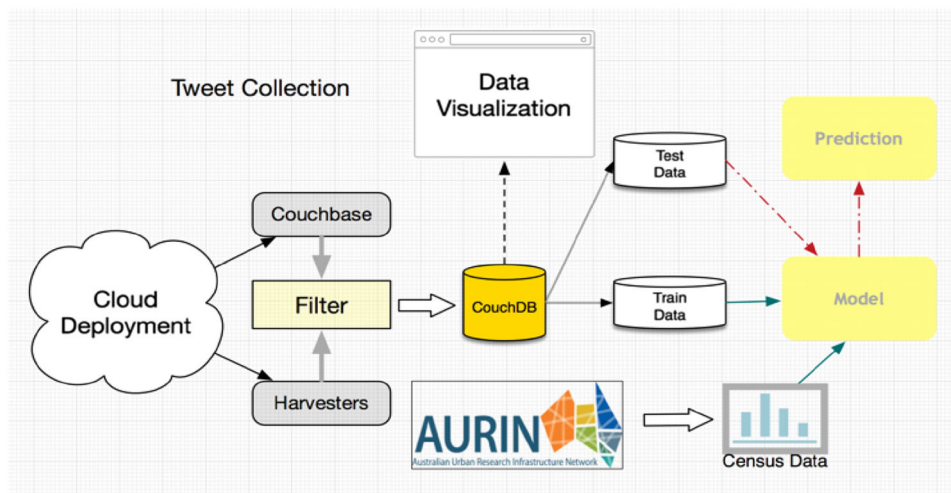 Tweet Collection
Data
Visualization
Test
Data
Prediction
Couchbase
Cloud
Deployment
Filter
CouchDB
Train
Data
Model
Harvesters
AURIN
Australian Urban Research Infrastructure Network
Census Data